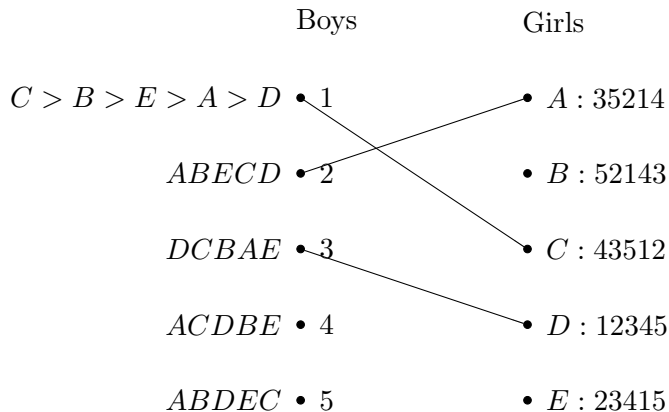 Boys Girls
C > B > E > A > D 1 A : 35214
ABECD 2 B : 52143
DCBAE 3 C : 43512
ACDBE 4 D : 12345
ABDEC 5 E : 23415